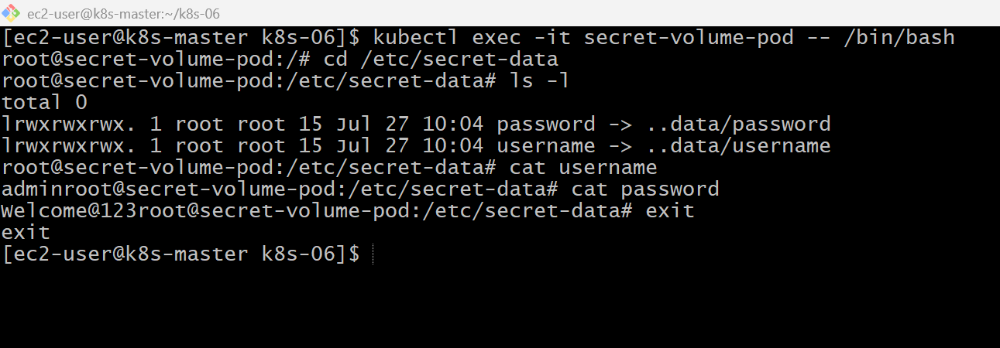 ec2-user@k8s-master:~/k8s-06
[ec2-user@k8s-master k8s-06]$ kubectl exec -it secret-volume-pod -- /bin/bash
root@secret-volume-pod:/# cd /etc/secret-data
root@secret-volume-pod:/etc/secret-data# ls -l
total 0
lrwxrwxrwx. 1 root root 15 Jul 27 10:04 password -> ..data/password
lrwxrwxrwx. 1 root root 15 Jul 27 10:04 username -> ..data/username
root@secret-volume-pod:/etc/secret-data# cat username
adminroot@secret-volume-pod:/etc/secret-data# cat password
Welcome@123root@secret-volume-pod:/etc/secret-data# exit
exit
[ec2-user@k8s-master k8s-06]$